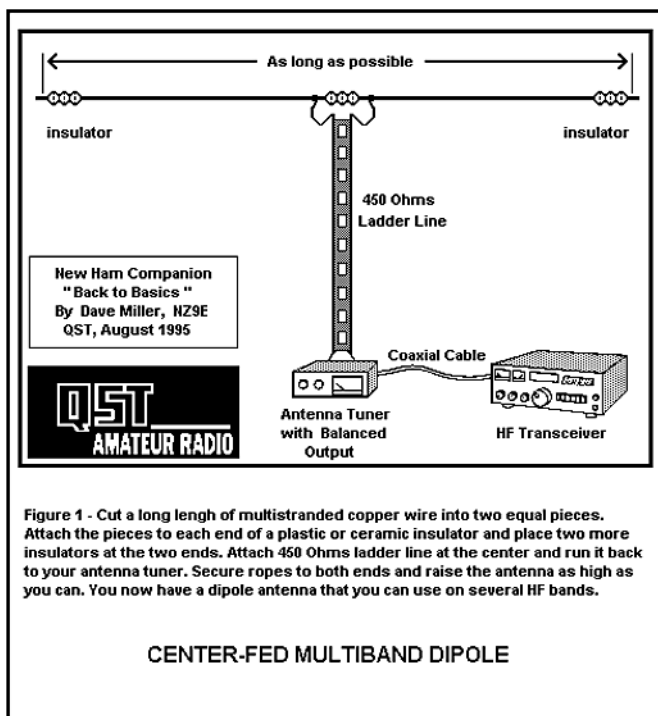 As long as possible
insulator
insulator
450 Ohms
Ladder Line
New Ham Companion
"Back to Basics "
By Dave Miller, NZ9E
QST, August 1995
Coaxial Cable
QST
AMATEUR RADIO
Antenna Tuner
with Balanced
Output
HF Transceiver
Figure 1 - Cut a long lengh of multistranded copper wire into two equal pieces.
Attach the pieces to each end of a plastic or ceramic insulator and place two more
insulators at the two ends. Attach 450 Ohms ladder line at the center and run it back
to your antenna tuner. Secure ropes to both ends and raise the antenna as high as
you can. You now have a dipole antenna that you can use on several HF bands.
CENTER-FED MULTIBAND DIPOLE